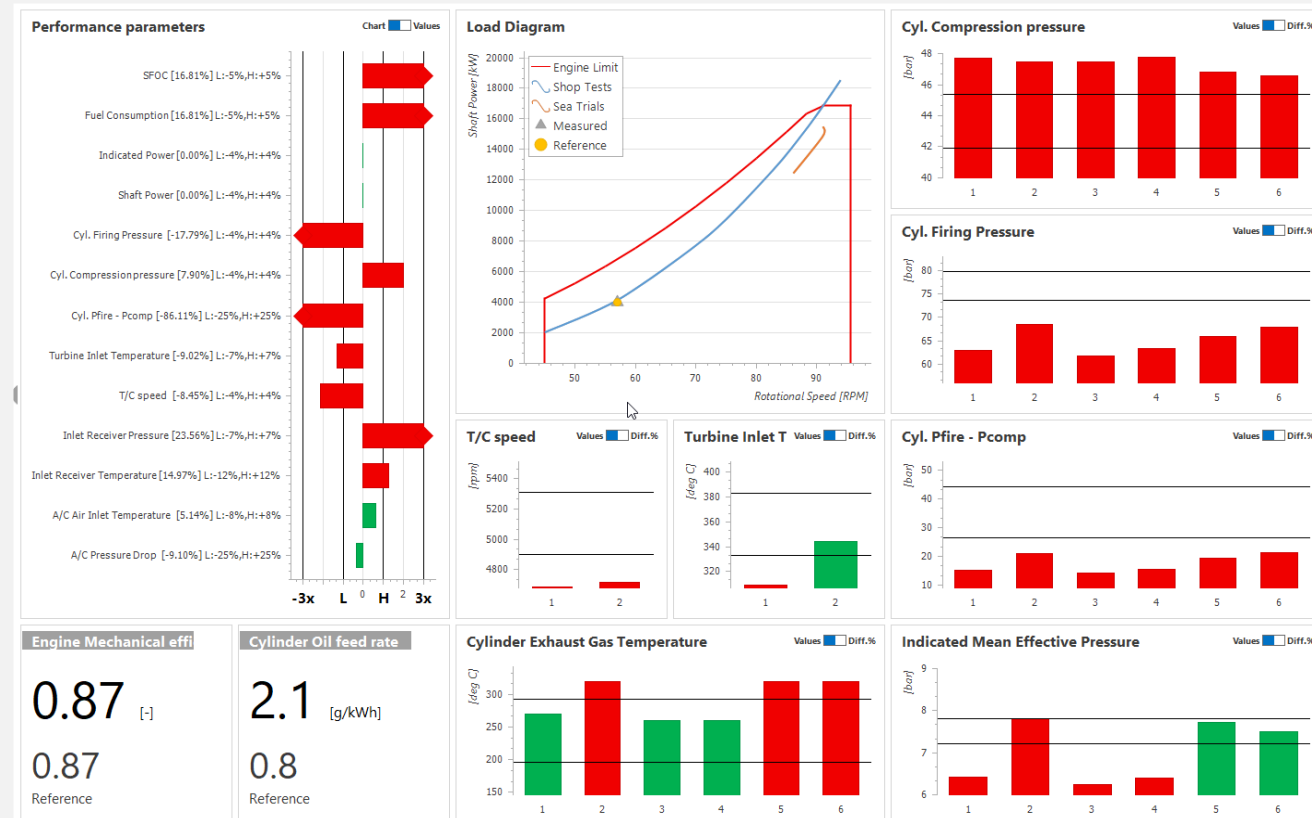 Performance parameters
Chart Values
SFOC [16.81%] L:-5%,H:+5%
Fuel Consumption [16.81%] L:-5%,H:+5%
Indicated Power [0.00%] L:-4%,H:+4%
Shaft Power [0.00%] L:-4%,H:+4%
Cyl. Firing Pressure [-17.79%] L:-4%,H:+4%
Cyl. Compression pressure [7.90%] L:-4%,H:+4%
Cyl. Pfire - Pcomp [-86.11%] L:-25%,H:+25%
Turbine Inlet Temperature [-9.02%] L:-7%,H:+7%
T/C speed [-8.45%] L:-4%,H:+4%
Inlet Receiver Pressure [23.56%] L:-7%,H:+7%
Inlet Receiver Temperature [14.97%] L:-12%,H:+12%
A/C Air Inlet Temperature [5.14%] L:-8%,H:+8%
A/C Pressure Drop [-9.10%] L:-25%,H:+25%
-3x L 0 H 2 3x
Load Diagram
Shaft Power [kW]
20000
18000
16000
14000
12000
10000
8000
6000
4000
2000
0
Engine Limit
Shop Tests
Sea Trials
Measured
Reference
50 60 70 80 90
Rotational Speed [RPM]
Cyl. Compression pressure
Values Diff.%
[bar]
48
46
44
42
40
1 2 3 4 5 6
Cyl. Firing Pressure
Values Diff.%
[bar]
80
75
70
65
60
1 2 3 4 5 6
T/C speed
Values Diff.%
[rpm]
5400
5200
5000
4800
1 2
Turbine Inlet T
Values Diff.%
[deg C]
400
380
360
340
320
1 2
Cyl. Pfire - Pcomp
Values Diff.%
[bar]
50
40
30
20
10
1 2 3 4 5 6
Engine Mechanical effi
0.87 [-]
0.87
Reference
Cylinder Oil feed rate
2.1 [g/kWh]
0.8
Reference
Cylinder Exhaust Gas Temperature
Values Diff.%
[deg C]
300
250
200
150
1 2 3 4 5 6
Indicated Mean Effective Pressure
Values Diff.%
[bar]
9
8
7
6
1 2 3 4 5 6